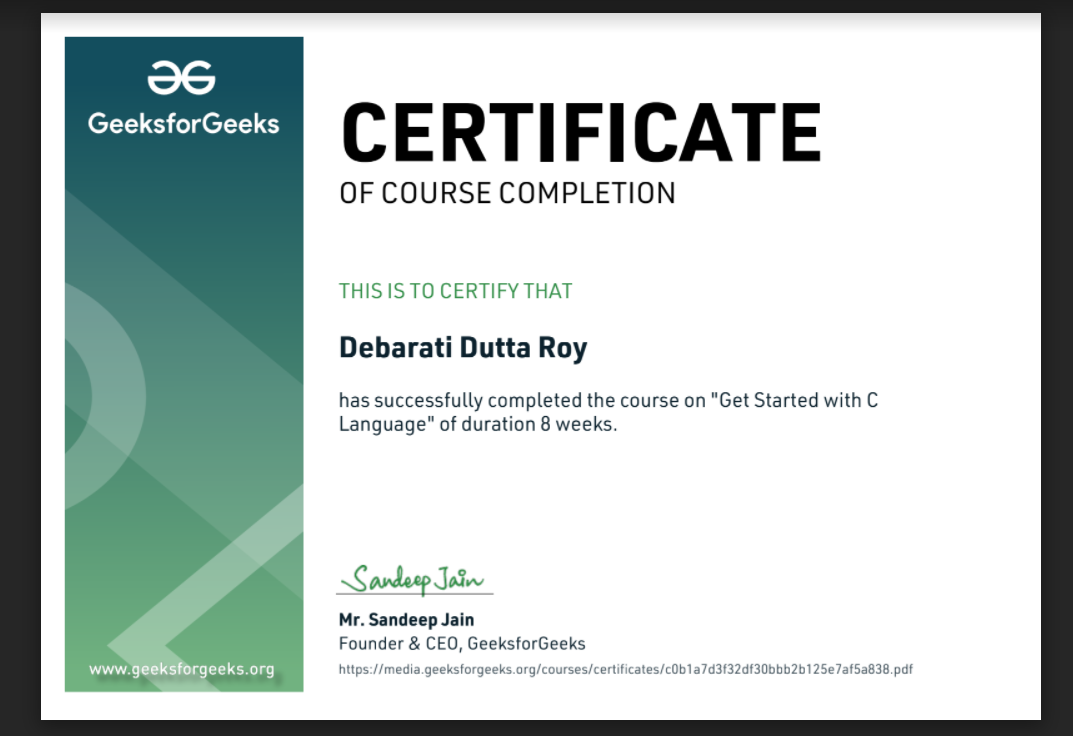 GeeksforGeeks
CERTIFICATE
OF COURSE COMPLETION
THIS IS TO CERTIFY THAT
Debarati Dutta Roy
has successfully completed the course on "Get Started with C
Language" of duration 8 weeks.
Sandeep Jain
Mr. Sandeep Jain
Founder & CEO, GeeksforGeeks
https://media.geeksforgeeks.org/courses/certificates/c0b1a7d3f32df30bbb2b125e7af5a838.pdf
www.geeksforgeeks.org